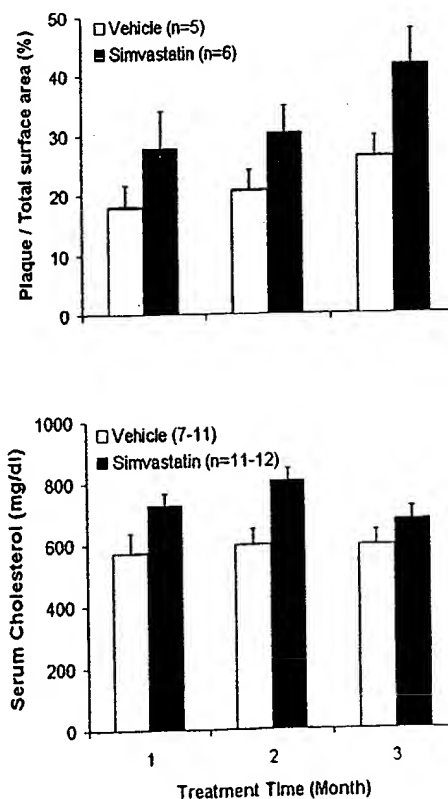 50
40
30
20
10
0
Plaque / Total surface area (%)
Vehicle (n=5)
Simvastatin (n=6)
1000
800
600
400
200
0
Serum Cholesterol (mg/dl)
Vehicle (7-11)
Simvastatin (n=11-12)
1 2 3
Treatment Time (Month)